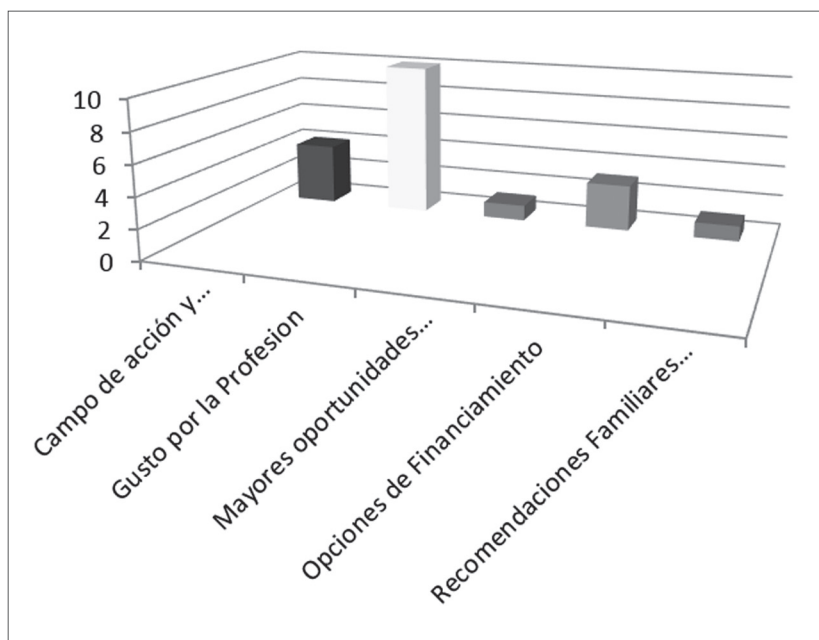 10
8
6
4
2
0
Campo de acción y...
Gusto por la Profesion
Mayores oportunidades...
Opciones de Financiamiento
Recomendaciones Familiares...